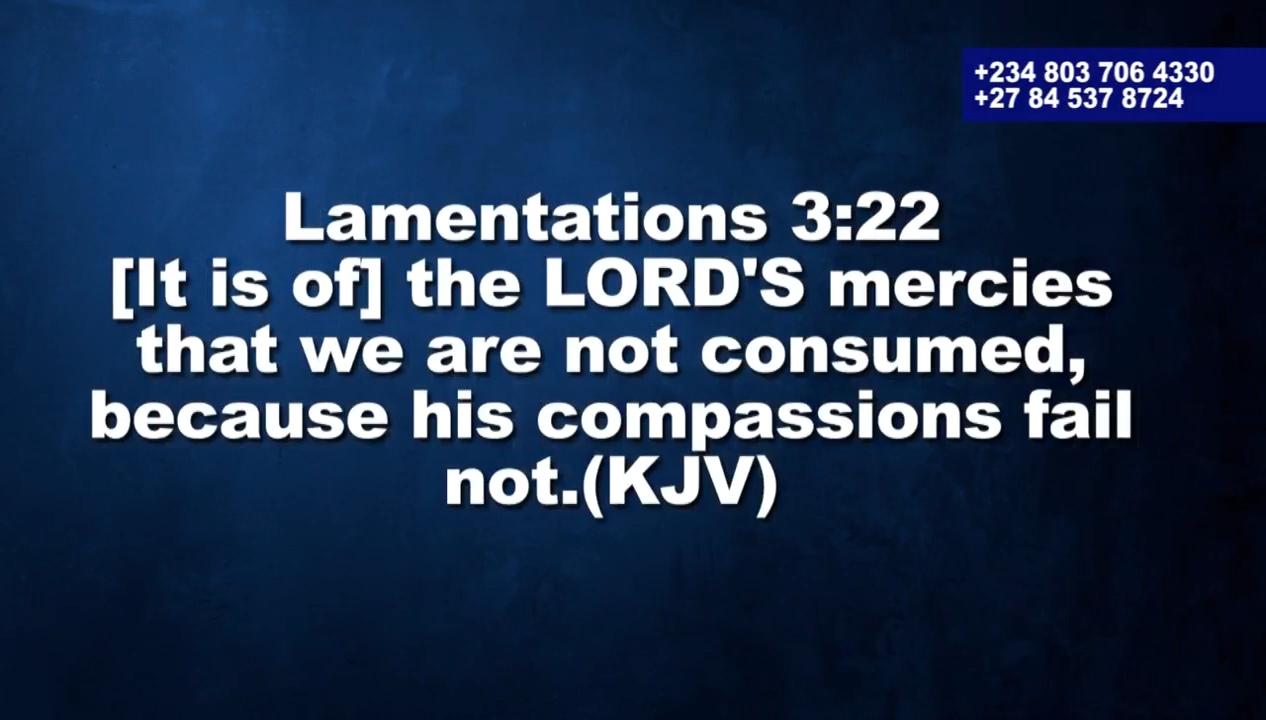 +234 803 706 4330
+27 84 537 8724
Lamentations 3:22
[It is of] the LORD'S mercies
that we are not consumed,
because his compassions fail
not.(KJV)